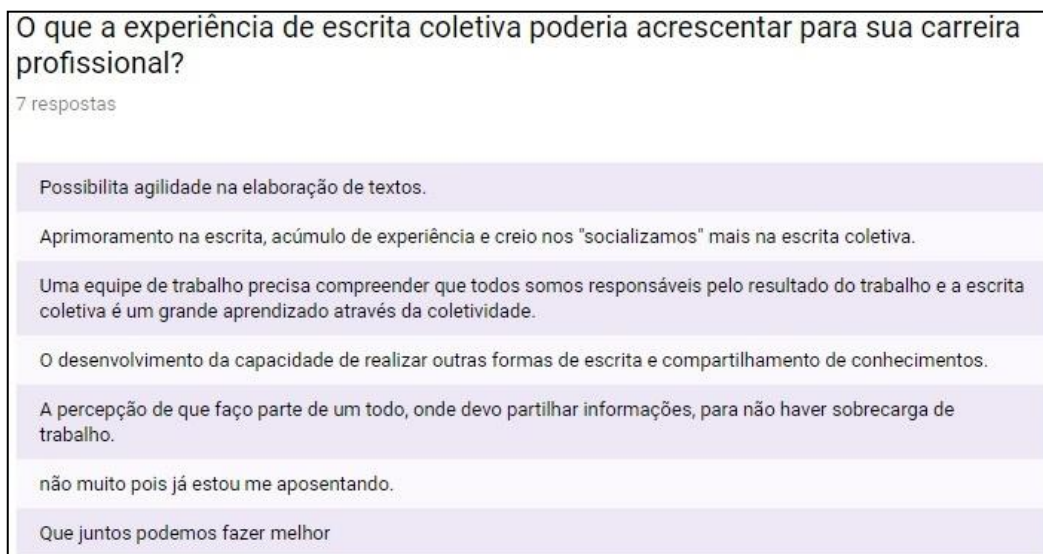 O que a experiência de escrita coletiva poderia acrescentar para sua carreira
profissional?
7 respostas
Possibilita agilidade na elaboração de textos.
Aprimoramento na escrita, acúmulo de experiência e creio nos "socializamos" mais na escrita coletiva.
Uma equipe de trabalho precisa compreender que todos somos responsáveis pelo resultado do trabalho e a escrita
coletiva é um grande aprendizado através da coletividade.
O desenvolvimento da capacidade de realizar outras formas de escrita e compartilhamento de conhecimentos.
A percepção de que faço parte de um todo, onde devo partilhar informações, para não haver sobrecarga de
trabalho.
não muito pois já estou me aposentando.
Que juntos podemos fazer melhor